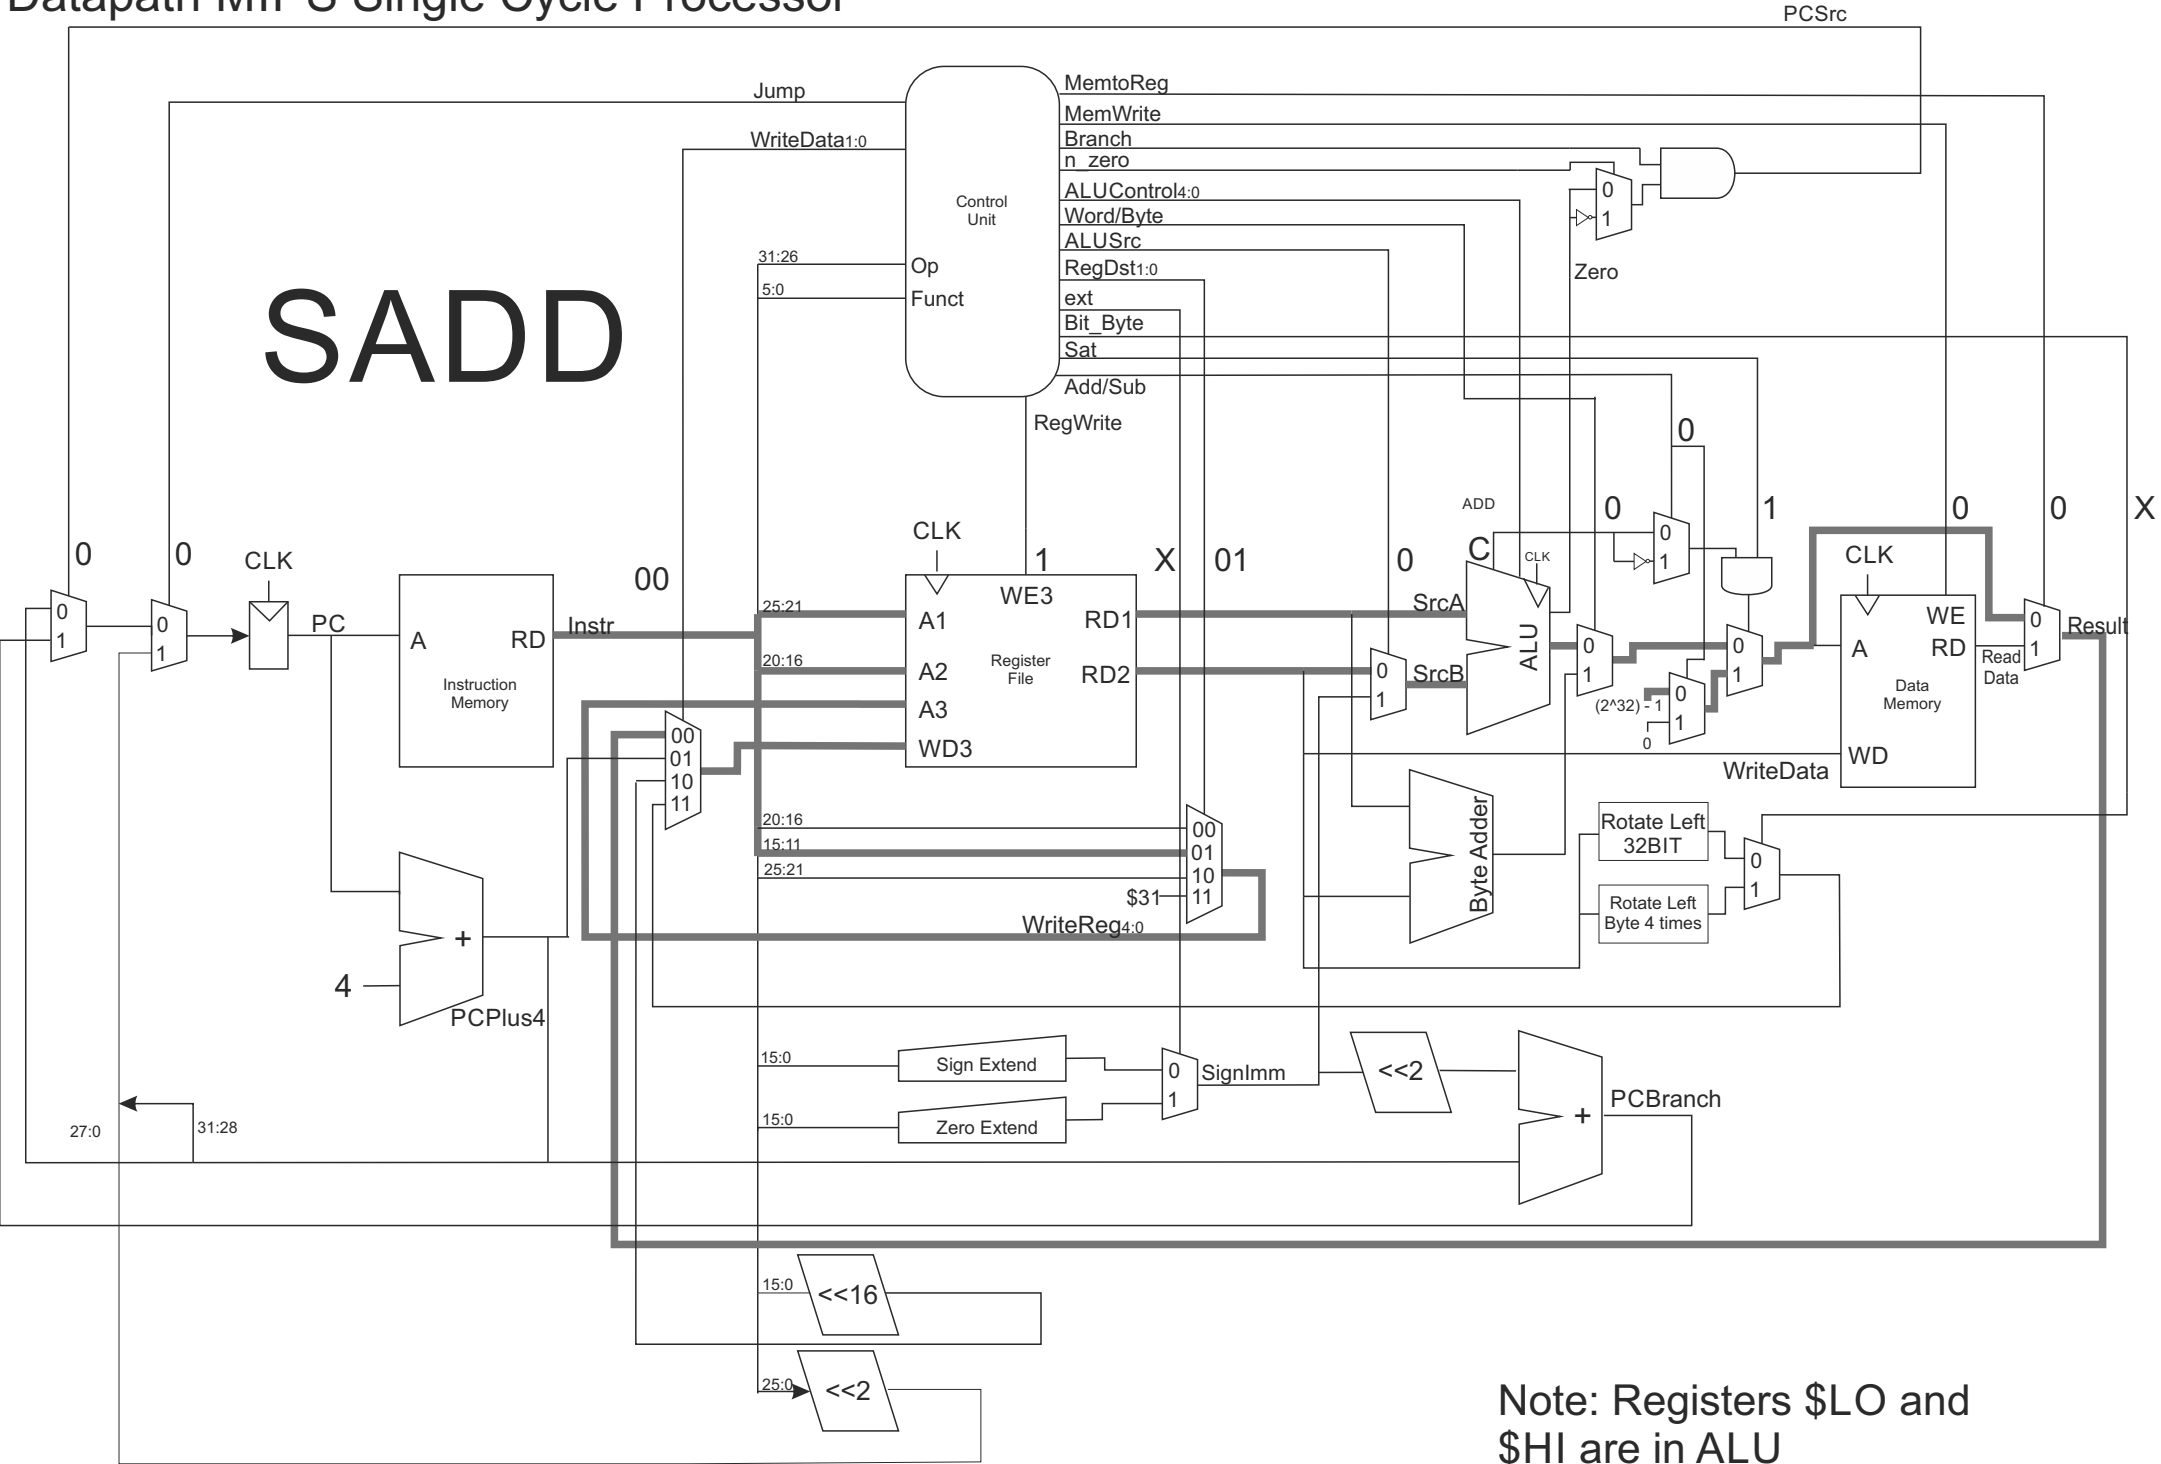 Datapath MIPS Single Cycle Processor
PCSrc
Jump
WriteData1:0
Control
Unit
Op
Funct
31:26
5:0
MemtoReg
MemWrite
Branch
n_zero
ALUControl4:0
Word/Byte
ALUSrc
RegDst1:0
ext
Bit_Byte
Sat
Add/Sub
RegWrite
0
1
Zero
SADD
0
0
0
1
0
1
CLK
PC
A
RD
Instruction
Memory
Instr
00
00
01
10
11
25:21
20:16
CLK
1
WE3
A1
A2
A3
WD3
RD1
RD2
Register
File
X
01
0
SrcA
SrcB
0
1
ADD
C
CLK
ALU
0
0
1
0
0
1
1
0
1
(2^32) - 1
0
1
0
0
CLK
WE
A
RD
Data
Memory
WD
WriteData
Read
Data
0
0
1
Result
X
20:16
15:11
25:21
$31
00
01
10
11
WriteReg4:0
Byte Adder
Rotate Left
32BIT
Rotate Left
Byte 4 times
0
1
+
4
PCPlus4
15:0
Sign Extend
15:0
Zero Extend
0
1
SignImm
<<2
+
PCBranch
27:0
31:28
15:0
<<16
25:0
<<2
Note: Registers $LO and
$HI are in ALU